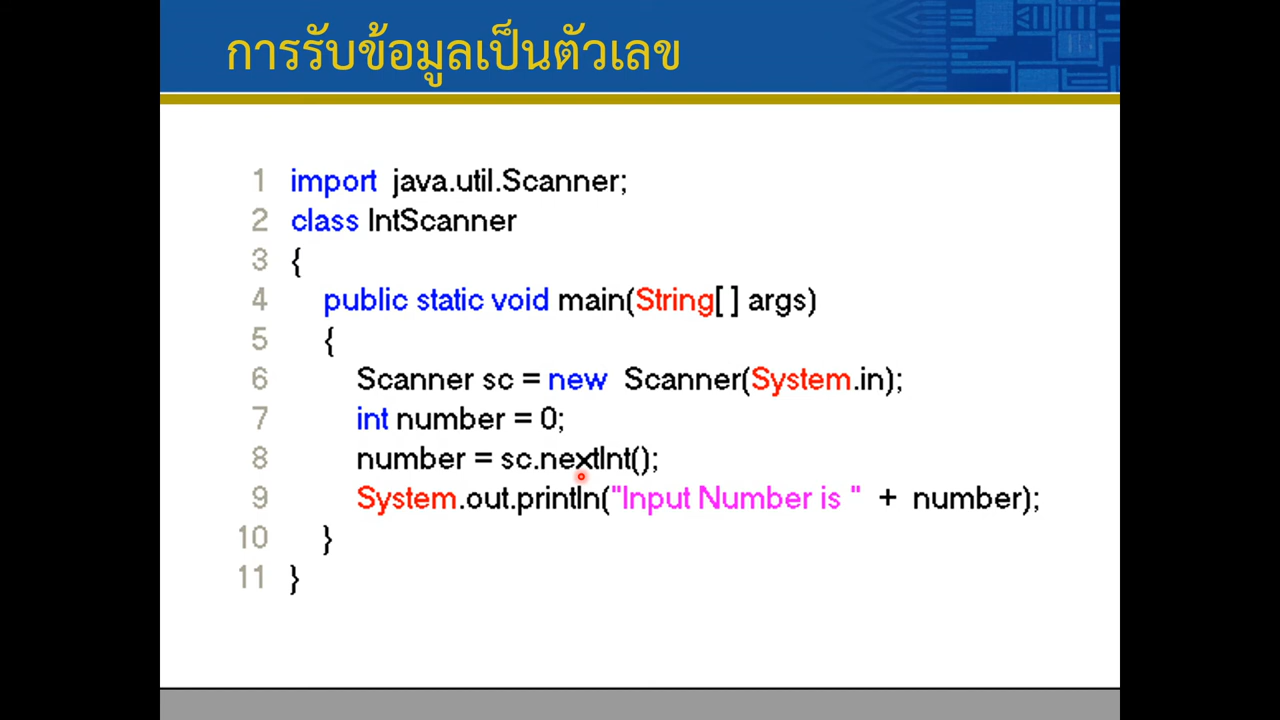 การรับข้อมูลเป็นตัวเลข
1 import java.util.Scanner;
2 class IntScanner
3 {
4 public static void main(String[ ] args)
5 {
6 Scanner sc = new Scanner(System.in);
7 int number = 0;
8 number = sc.nextInt();
9 System.out.println("Input Number is " + number);
10 }
11 }